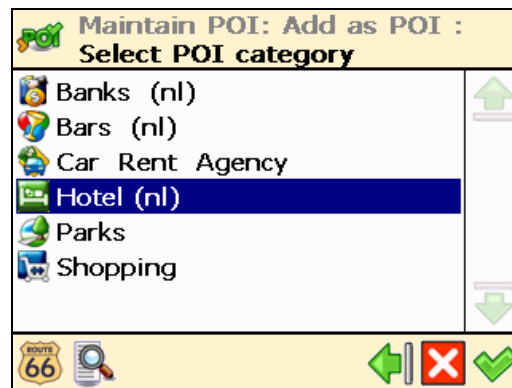 POI
Maintain POI: Add as POI :
Select POI category
Banks (nl)
Bars (nl)
Car Rent Agency
Hotel (nl)
Parks
Shopping
ROUTE
66